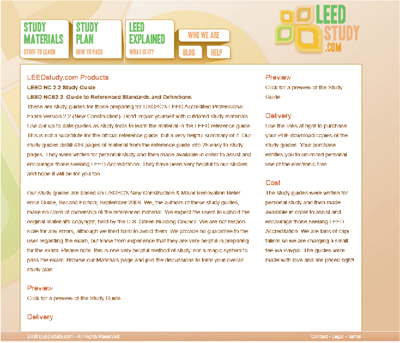 STUDY MATERIALS
STUFF TO LEARN
STUDY PLAN
HOW TO PASS
LEED EXPLAINED
WHAT IS IT?
WHO WE ARE
BLOG
HELP
LEED STUDY .COM
LEEDstudy.com Products
LEED NC 2.2 Study Guide
LEED NC 2.2 Guide to Referenced Standards and Definitions
These are study guides for those preparing for USGBC's LEED Accredited Professional
Exam Version 2.2 (New Construction). Don't impair yourself with outdated study materials.
Use our up to date guides as study tools to learn the material in the LEED reference guide.
This is not a substitute for the official reference guide, but a very helpful summary of it. Our
study guides distill 416 pages of material from the reference guide into 28 easy to study
pages. They were written for personal study and then made available in order to assist and
encourage those seeking LEED Accreditation. They have been very helpful to our studies
and hope it will be for you too.
Our study guides are based on USGBC's New Construction & Major Renovation Refer-
ence Guide, Second Edition, September 2006. We, the authors of these study guides,
make no claim of ownership of the referenced material. We expect the users to uphold the
original material's copyright, held by the U.S. Green Building Council. We are not respon-
sible for any errors, although we tried hard to avoid them. We provide no guarantee to the
user regarding the exam, but know from experience that they are very helpful in preparing
for the exam. Please note, this is one very helpful method of study, not a magic system to
pass the exam. Browse our Materials page and join the discussions to form your overall
study plan.
Preview
Click for a preview of the Study Guide.
Delivery
Preview
Click for a preview of the Study
Guide.
Delivery
Use the links at right to purchase
your PDF download copies of the
study guides. Your purchase
entitles you to unlimited personal
use of the electronic files.
Cost
The study guides were written for
personal study and then made
available in order to assist and
encourage those seeking LEED
Accreditation. We are fans of capi-
talism so we are charging a small
fee via Paypal. The guides were
made with love and are priced right!
2009 LEEDstudy.com - All Rights Reserved
Contact - Legal - Terms